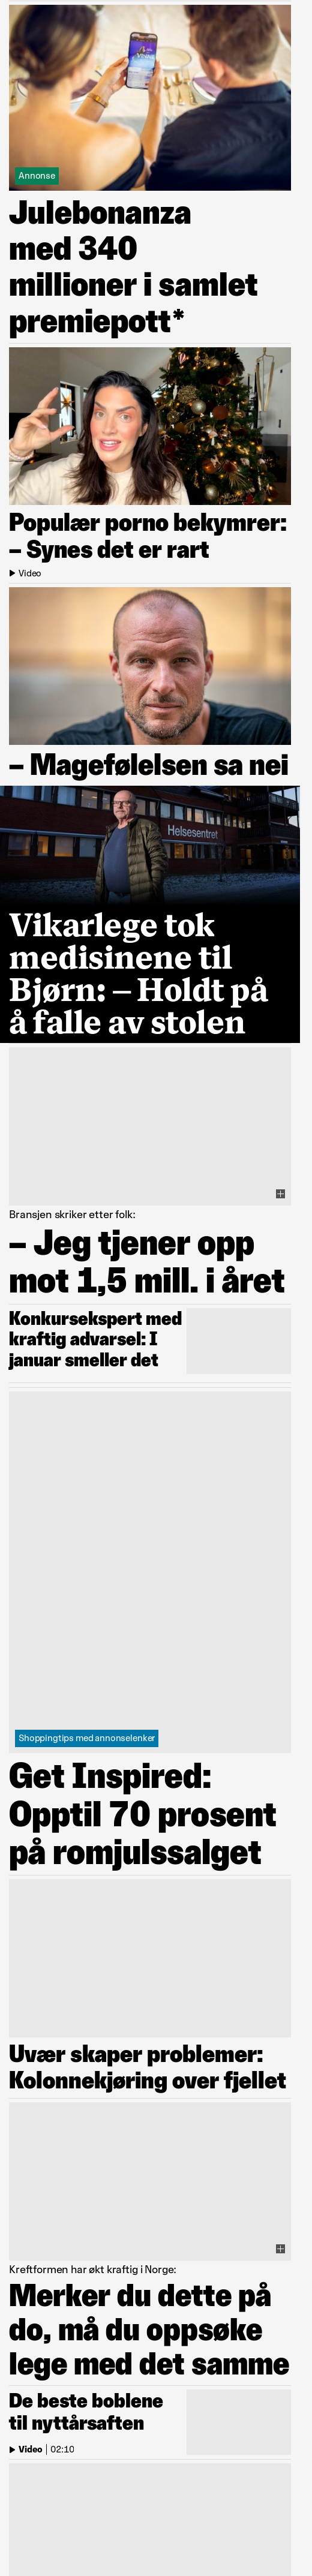 Annonse
Julebonanza
med 340
millioner i samlet
premiepott*
Populær porno bekymrer:
– Synes det er rart
Video
– Magefølelsen sa nei
Helsesentret
Vikarlege tok
medisinene til
Bjørn: – Holdt på
å falle av stolen
Bransjen skriker etter folk:
– Jeg tjener opp
mot 1,5 mill. i året
Konkursekspert med
kraftig advarsel: I
januar smeller det
Shoppingtips med annonselenker
Get Inspired:
Opptil 70 prosent
på romjulssalget
Uvær skaper problemer:
Kolonnekjøring over fjellet
Kreftformen har økt kraftig i Norge:
Merker du dette på
do, må du oppsøke
lege med det samme
De beste boblene
til nyttårsaften
Video | 02:10